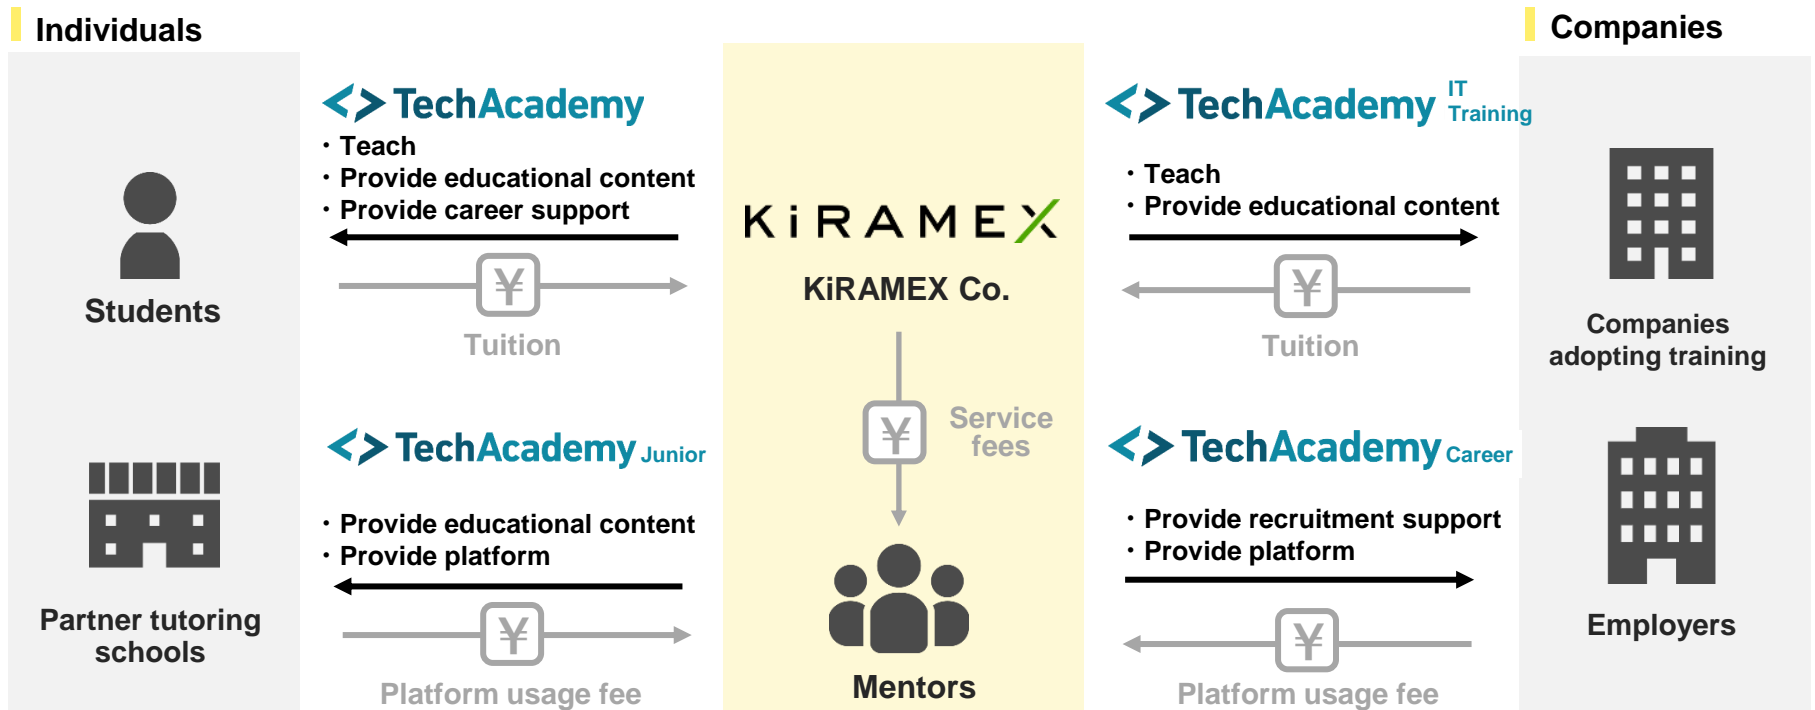 Individuals
Companies
<> TechAcademy
・Teach
・Provide educational content
・Provide career support
¥
Tuition
Students
<> TechAcademy Junior
・Provide educational content
・Provide platform
¥
Platform usage fee
Partner tutoring
schools
KiRAMEX
KiRAMEX Co.
¥
Service
fees
Mentors
<> TechAcademy IT
Training
・Teach
・Provide educational content
¥
Tuition
Companies
adopting training
<> TechAcademy Career
・Provide recruitment support
・Provide platform
¥
Platform usage fee
Employers